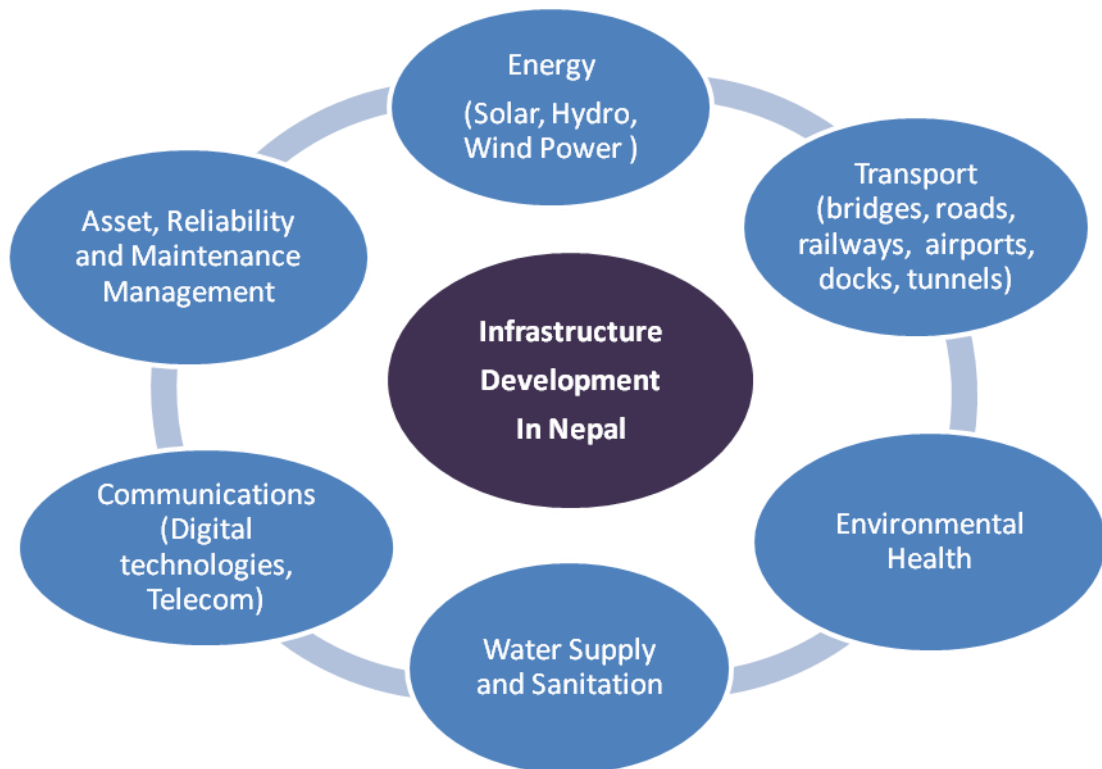 Energy
(Solar, Hydro,
Wind Power )
Transport
(bridges, roads,
railways, airports,
docks, tunnels)
Asset, Reliability
and Maintenance
Management
Infrastructure
Development
In Nepal
Communications
(Digital
technologies,
Telecom)
Environmental
Health
Water Supply
and Sanitation